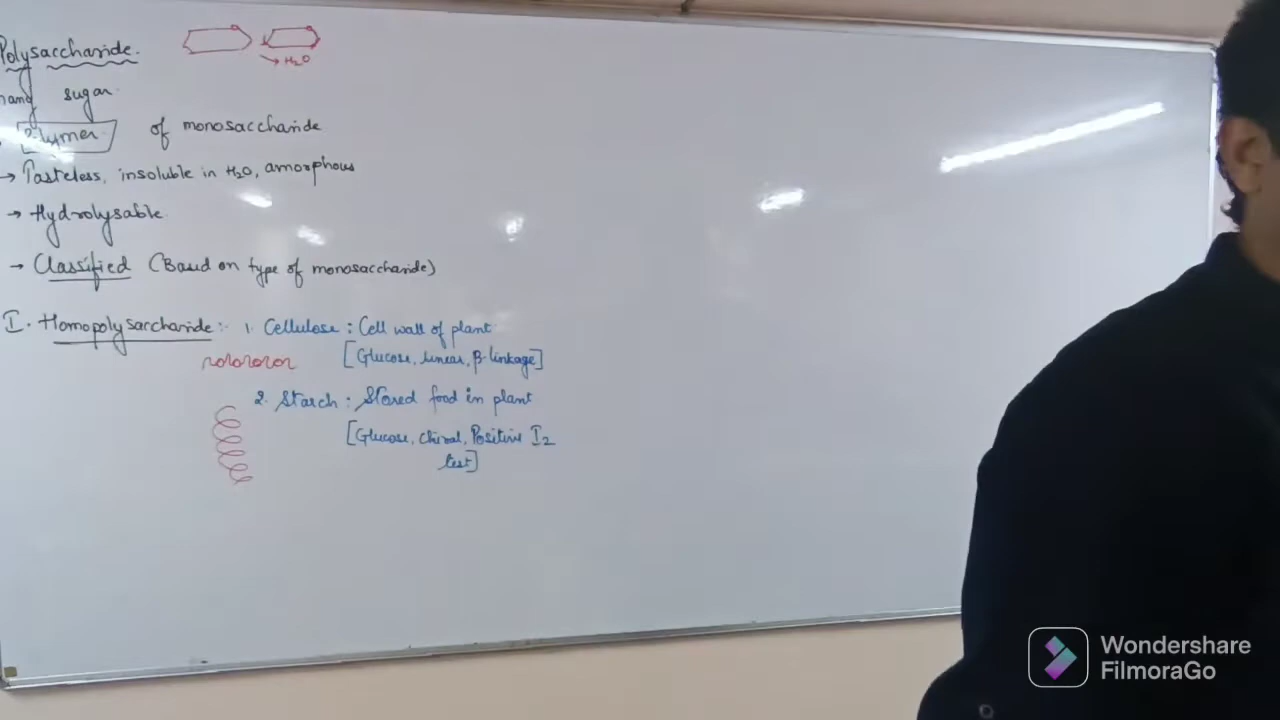 Polysaccharide.
H₂O
many sugar.
Polymer of monosaccharide
→ Tasteless, insoluble in H₂O, amorphous
→ Hydrolysable
→ Classified (Based on type of monosaccharide)
I. Homopolysaccharide:- 1. Cellulose : Cell wall of plant
[Glucose, linear, β-linkage]
2. Starch : Stored food in plant
[Glucose, Positive I₂
test]
Wondershare
FilmoraGo